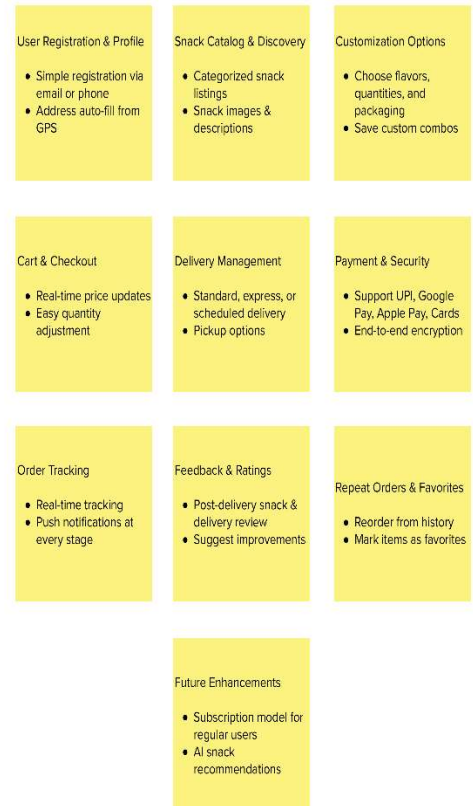 User Registration & Profile
• Simple registration via
email or phone
• Address auto-fill from
GPS
Snack Catalog & Discovery
• Categorized snack
listings
• Snack images &
descriptions
Customization Options
• Choose flavors,
quantities, and
packaging
• Save custom combos
Cart & Checkout
• Real-time price updates
• Easy quantity
adjustment
Delivery Management
• Standard, express, or
scheduled delivery
• Pickup options
Payment & Security
• Support UPI, Google
Pay, Apple Pay, Cards
• End-to-end encryption
Order Tracking
• Real-time tracking
• Push notifications at
every stage
Feedback & Ratings
• Post-delivery snack &
delivery review
• Suggest improvements
Repeat Orders & Favorites
• Reorder from history
• Mark items as favorites
Future Enhancements
• Subscription model for
regular users
• AI snack
recommendations